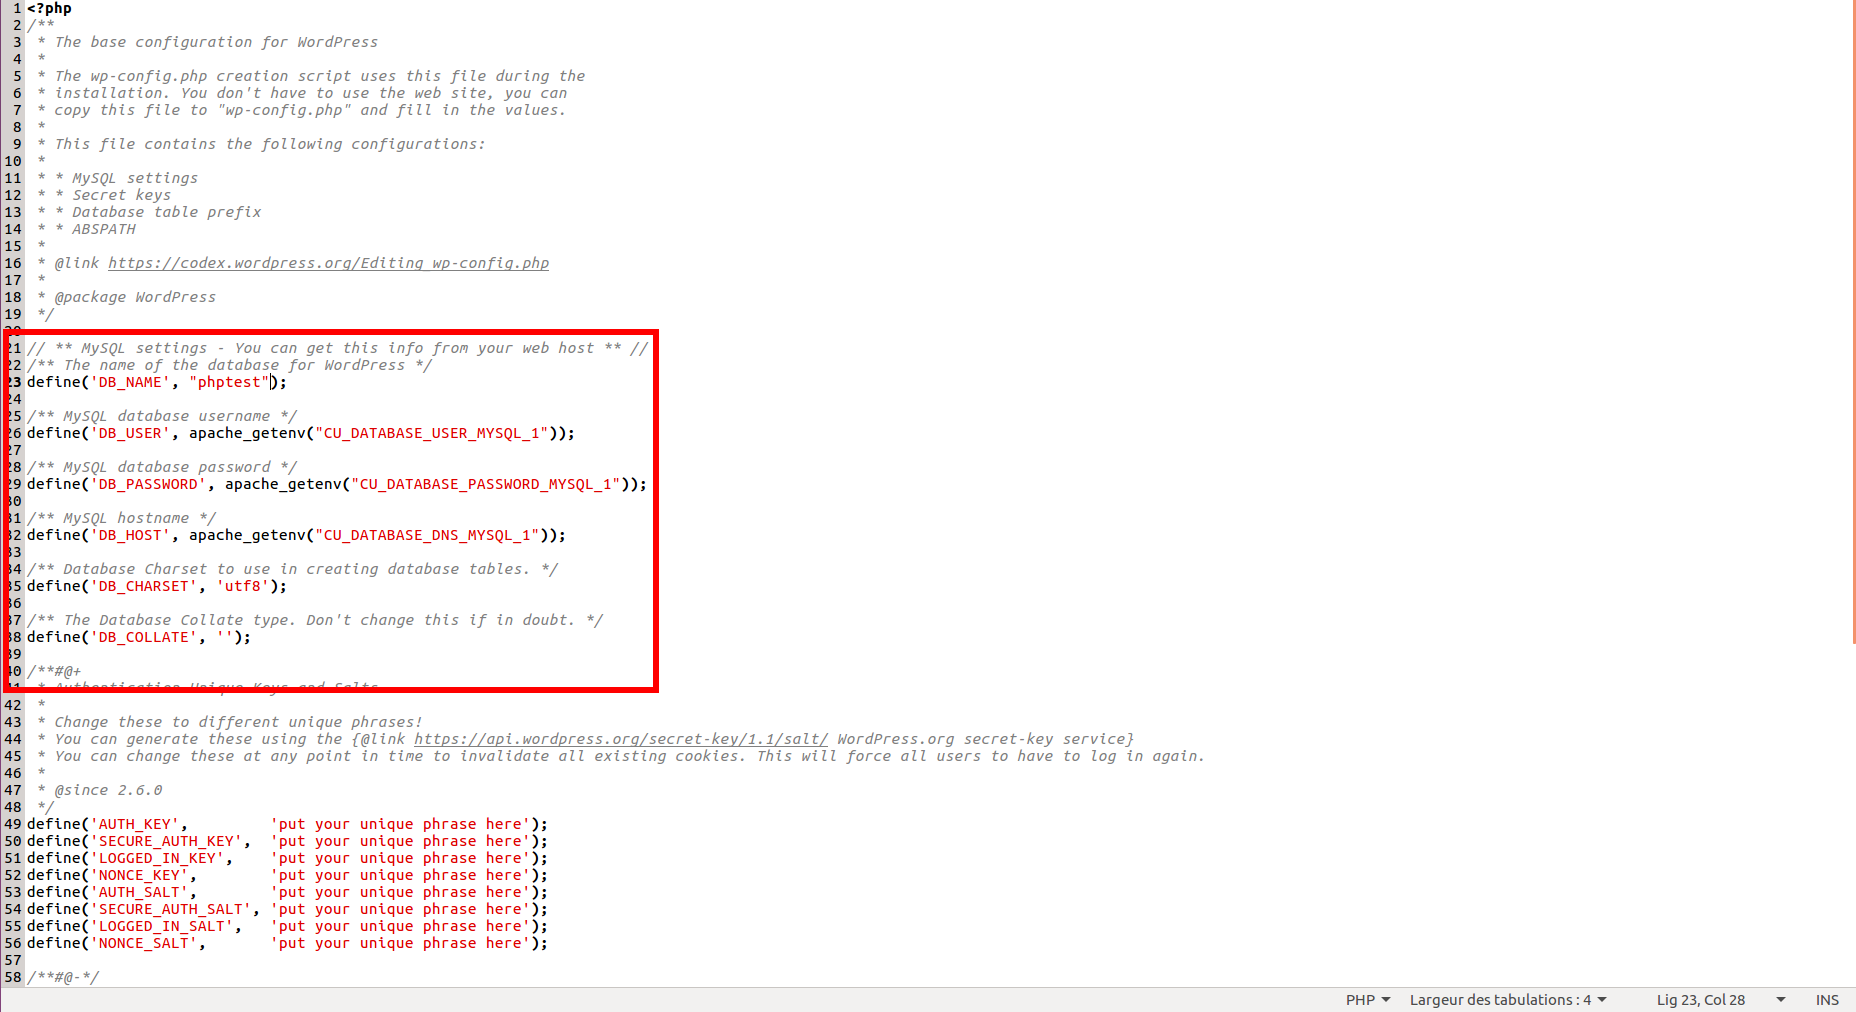 1 <?php
2 /**
3  * The base configuration for WordPress
4  *
5  * The wp-config.php creation script uses this file during the
6  * installation. You don't have to use the web site, you can
7  * copy this file to "wp-config.php" and fill in the values.
8  *
9  * This file contains the following configurations:
10  *
11  * * MySQL settings
12  * * Secret keys
13  * * Database table prefix
14  * * ABSPATH
15  *
16  * @link https://codex.wordpress.org/Editing_wp-config.php
17  *
18  * @package WordPress
19  */
20
21 // ** MySQL settings - You can get this info from your web host ** //
22 /** The name of the database for WordPress */
23 define('DB_NAME', "phptest");
24
25 /** MySQL database username */
26 define('DB_USER', apache_getenv("CU_DATABASE_USER_MYSQL_1"));
27
28 /** MySQL database password */
29 define('DB_PASSWORD', apache_getenv("CU_DATABASE_PASSWORD_MYSQL_1"));
30
31 /** MySQL hostname */
32 define('DB_HOST', apache_getenv("CU_DATABASE_DNS_MYSQL_1"));
33
34 /** Database Charset to use in creating database tables. */
35 define('DB_CHARSET', 'utf8');
36
37 /** The Database Collate type. Don't change this if in doubt. */
38 define('DB_COLLATE', '');
39
40 /**#@+
41  * Authentication Unique Keys and Salts.
42  *
43  * Change these to different unique phrases!
44  * You can generate these using the {@link https://api.wordpress.org/secret-key/1.1/salt/ WordPress.org secret-key service}
45  * You can change these at any point in time to invalidate all existing cookies. This will force all users to have to log in again.
46  *
47  * @since 2.6.0
48  */
49 define('AUTH_KEY',         'put your unique phrase here');
50 define('SECURE_AUTH_KEY',  'put your unique phrase here');
51 define('LOGGED_IN_KEY',    'put your unique phrase here');
52 define('NONCE_KEY',        'put your unique phrase here');
53 define('AUTH_SALT',        'put your unique phrase here');
54 define('SECURE_AUTH_SALT', 'put your unique phrase here');
55 define('LOGGED_IN_SALT',   'put your unique phrase here');
56 define('NONCE_SALT',       'put your unique phrase here');
57
58 /**#@-*/
PHP Largeur des tabulations : 4 Lig 23, Col 28 INS